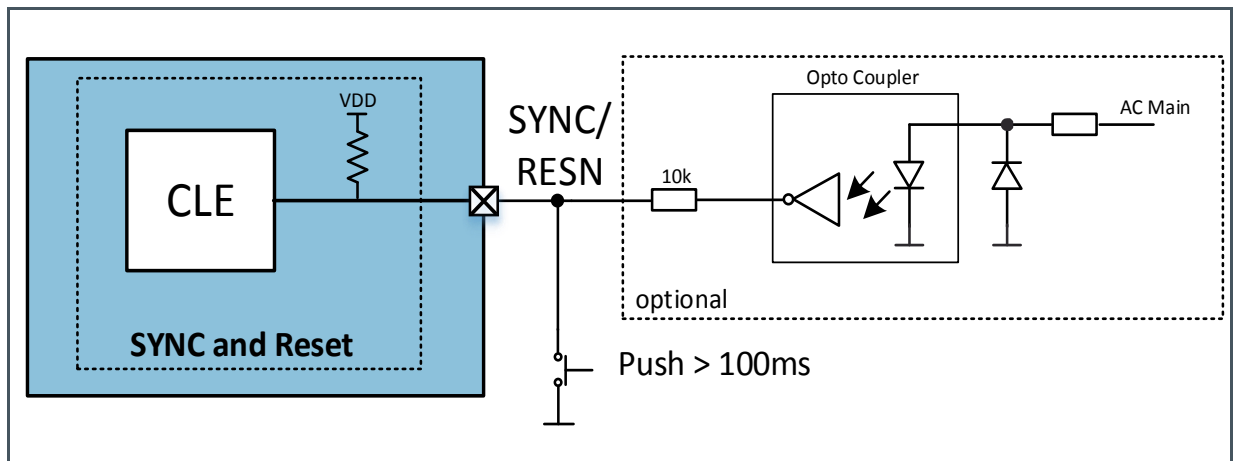 Opto Coupler
VDD
AC Main
SYNC/
RESN
10k
CLE
optional
SYNC and Reset
Push > 100ms